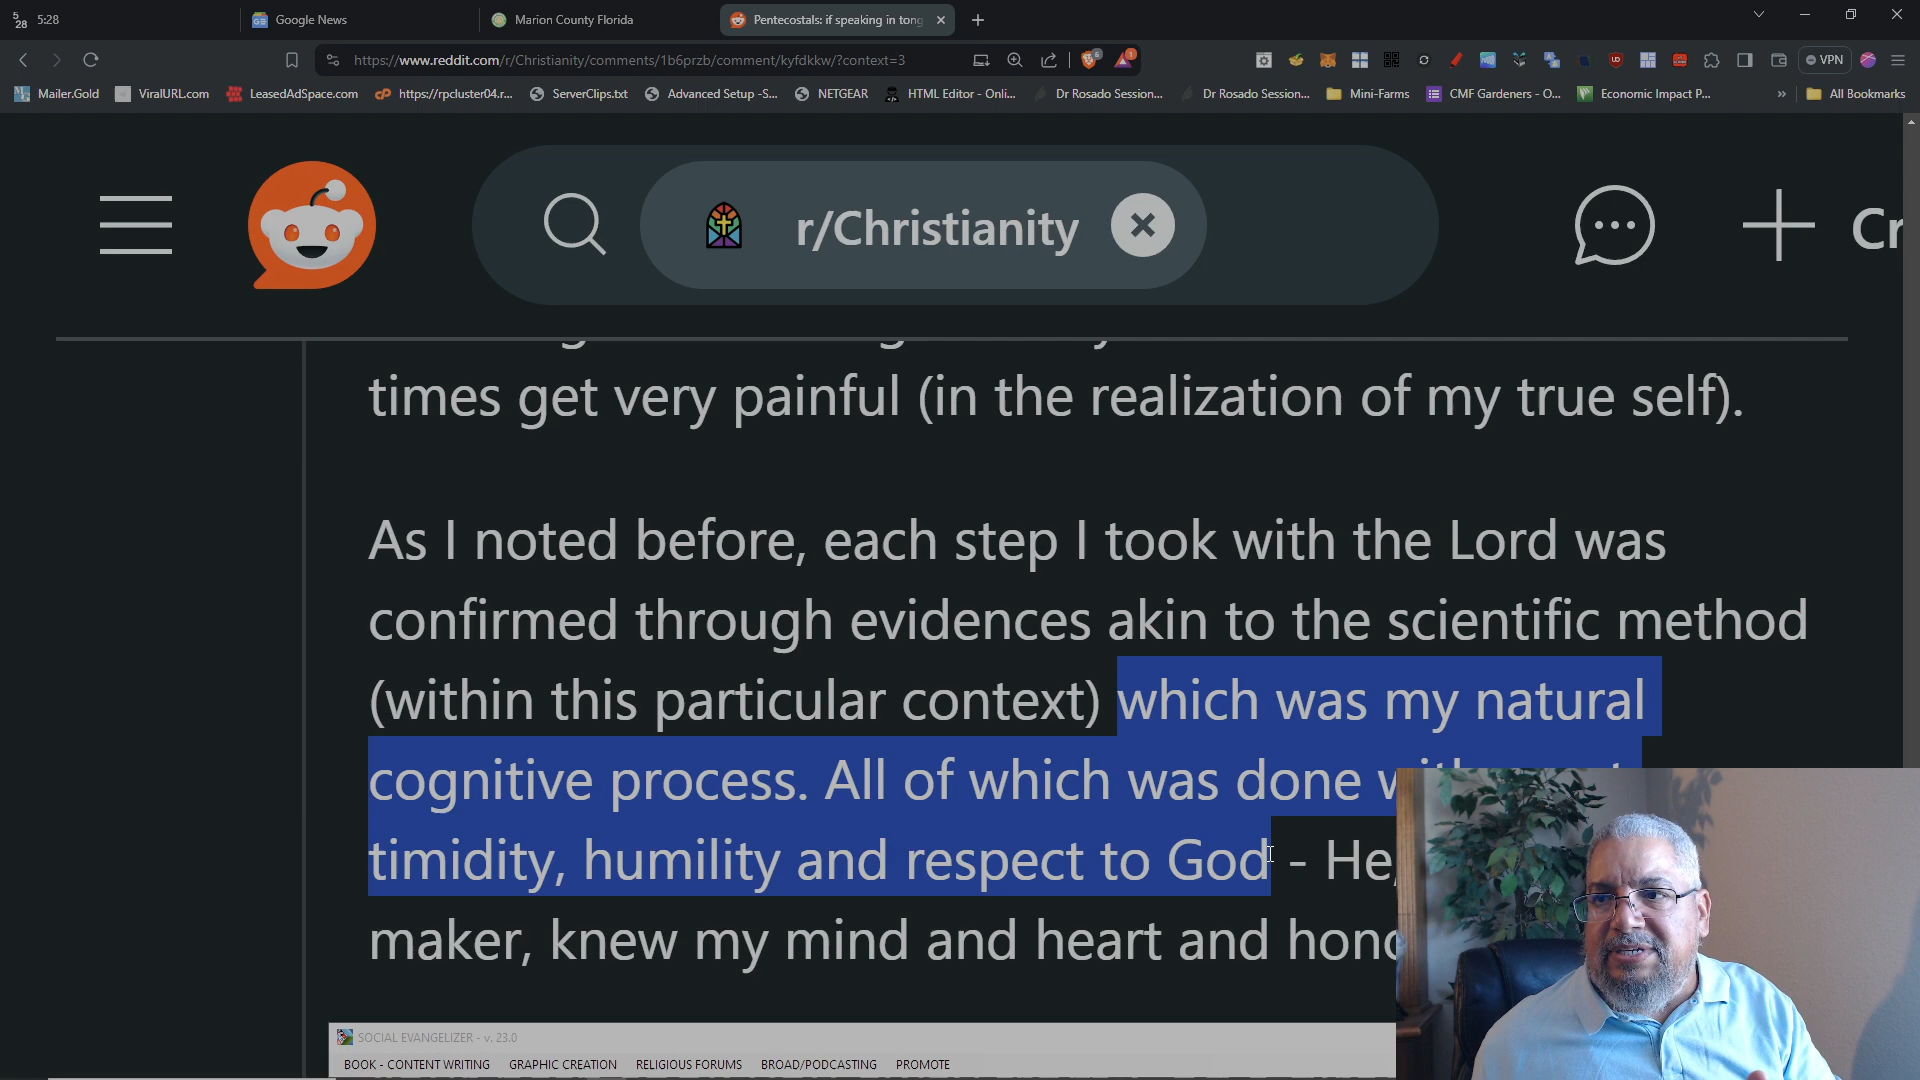 5
28
5:28
Google News
Marion County Florida
Pentecostals: if speaking in tong
https://www.reddit.com/r/Christianity/comments/1b6przb/comment/kyfdkkw/?context=3
6
1
VPN
Mailer.Gold
ViralURL.com
LeasedAdSpace.com
https://rpcluster04.r...
ServerClips.txt
Advanced Setup -S...
NETGEAR
HTML Editor - Onli...
Dr Rosado Session...
Dr Rosado Session...
Mini-Farms
CMF Gardeners - O...
Economic Impact P...
All Bookmarks
r/Christianity
Cr
times get very painful (in the realization of my true self).
As I noted before, each step I took with the Lord was
confirmed through evidences akin to the scientific method
(within this particular context) which was my natural
cognitive process. All of which was done
timidity, humility and respect to God - He,
maker, knew my mind and heart and hono
SOCIAL EVANGELIZER - v. 23.0
BOOK - CONTENT WRITING GRAPHIC CREATION RELIGIOUS FORUMS BROAD/PODCASTING PROMOTE